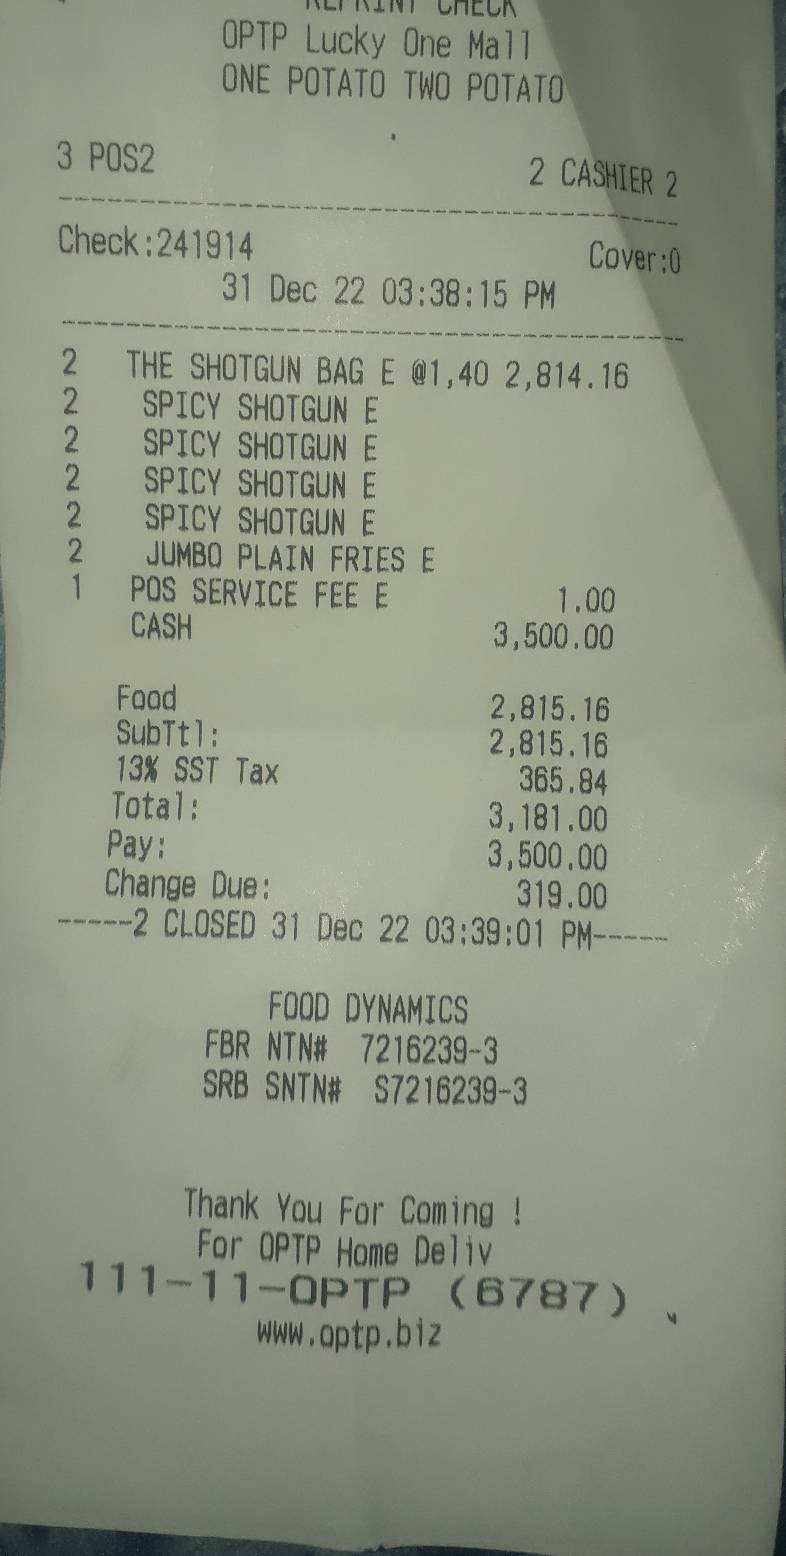 REPRINT CHECK
OPTP Lucky One Mall
ONE POTATO TWO POTATO
3 POS2 2 CASHIER 2
Check:241914 Cover:0
31 Dec 22 03:38:15 PM
2 THE SHOTGUN BAG E @1,40 2,814.16
2 SPICY SHOTGUN E
2 SPICY SHOTGUN E
2 SPICY SHOTGUN E
2 SPICY SHOTGUN E
2 JUMBO PLAIN FRIES E
1 POS SERVICE FEE E 1.00
CASH 3,500.00
Food 2,815.16
SubTtl: 2,815.16
13% SST Tax 365.84
Total: 3,181.00
Pay: 3,500.00
Change Due: 319.00
-----2 CLOSED 31 Dec 22 03:39:01 PM-----
FOOD DYNAMICS
FBR NTN# 7216239-3
SRB SNTN# S7216239-3
Thank You For Coming !
For OPTP Home Deliv
111-11-OPTP (6787)
www.optp.biz